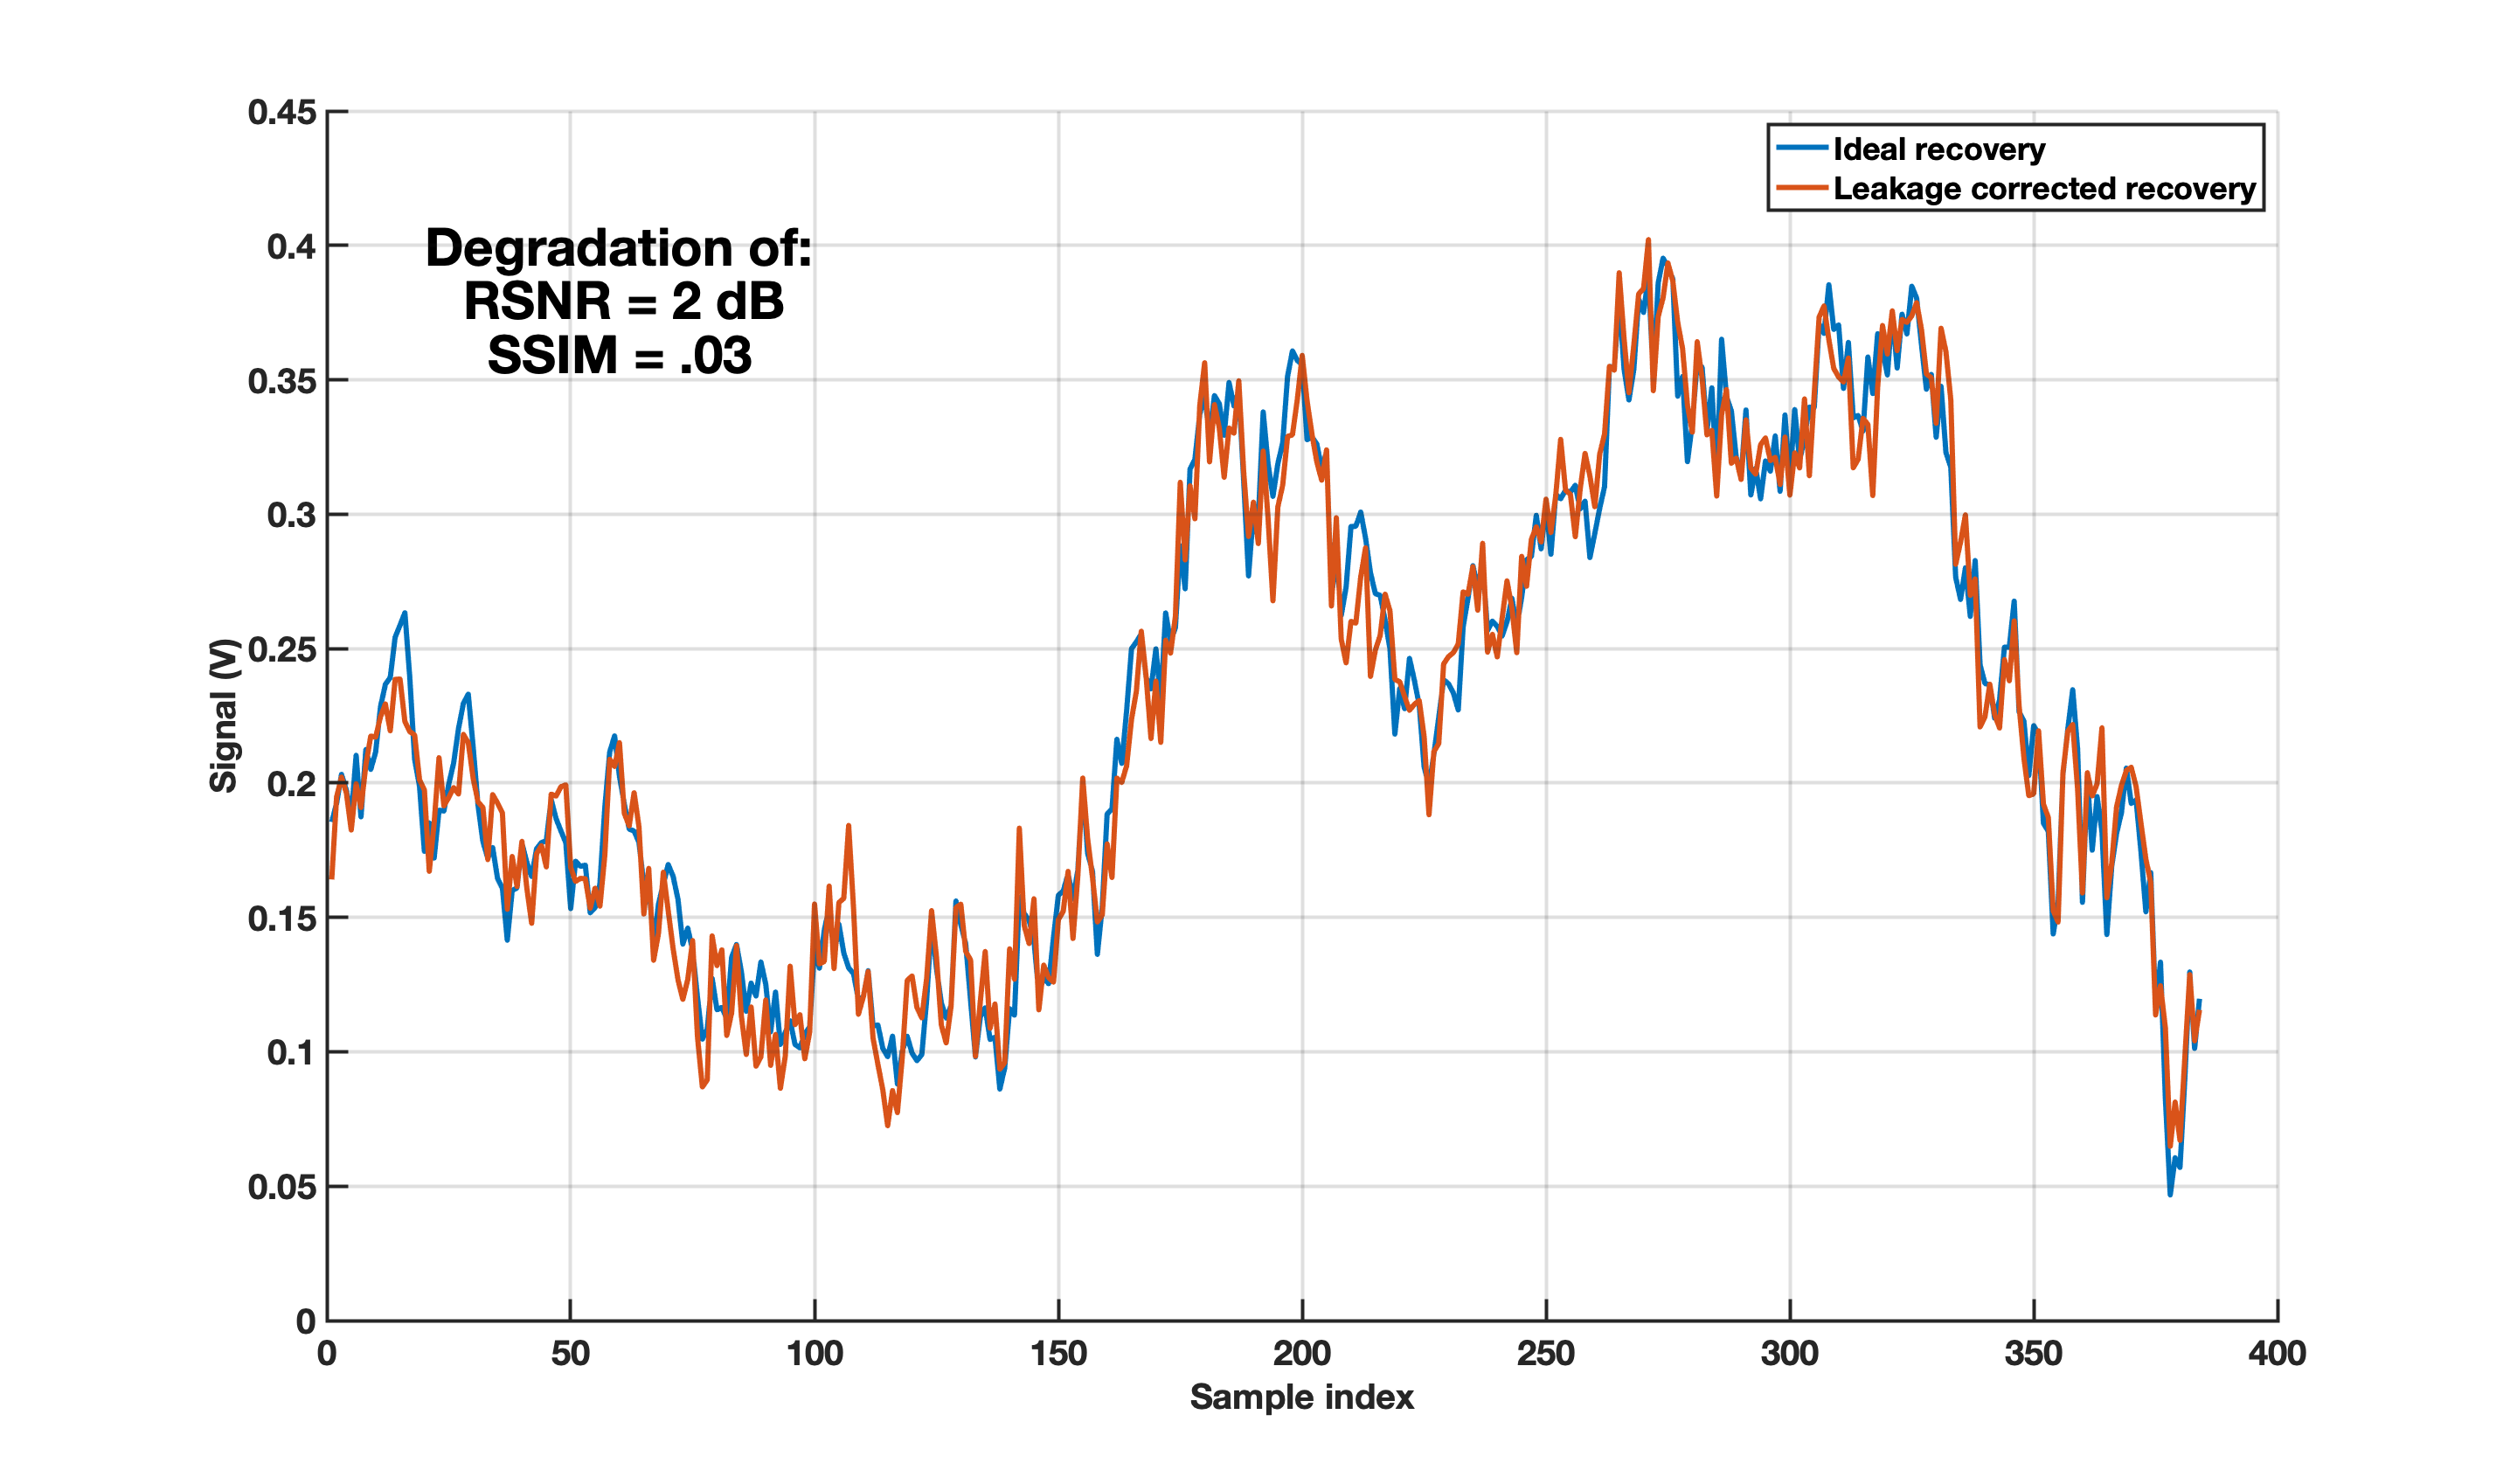 0.45
0.4
0.35
0.3
0.25
0.2
0.15
0.1
0.05
0
Signal (V)
Degradation of:
RSNR = 2 dB
SSIM = .03
Ideal recovery
Leakage corrected recovery
0 50 100 150 200 250 300 350 400
Sample index